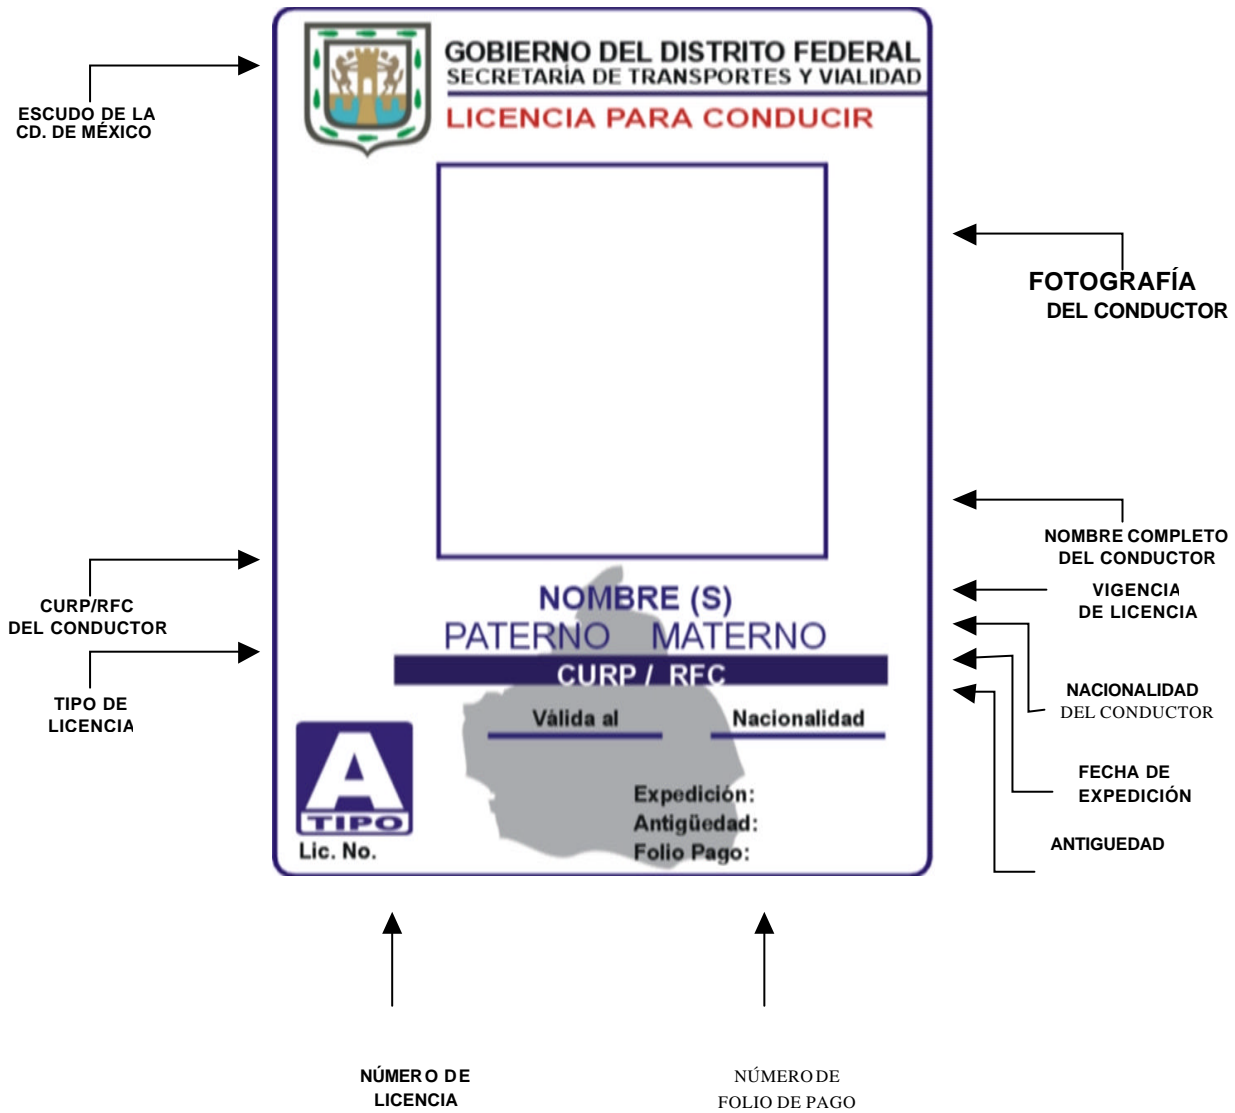 GOBIERNO DEL DISTRITO FEDERAL
SECRETARÍA DE TRANSPORTES Y VIALIDAD
LICENCIA PARA CONDUCIR
ESCUDO DE LA
CD. DE MÉXICO
FOTOGRAFÍA
DEL CONDUCTOR
NOMBRE COMPLETO
DEL CONDUCTOR
CURP/RFC
DEL CONDUCTOR
NOMBRE (S)
PATERNO MATERNO
CURP / RFC
VIGENCIA
DE LICENCIA
TIPO DE
LICENCIA
Válida al Nacionalidad
NACIONALIDAD
DEL CONDUCTOR
A
TIPO
Lic. No.
Expedición:
Antigüedad:
Folio Pago:
FECHA DE
EXPEDICIÓN
ANTIGUEDAD
NÚMERO DE
LICENCIA
NÚMERO DE
FOLIO DE PAGO